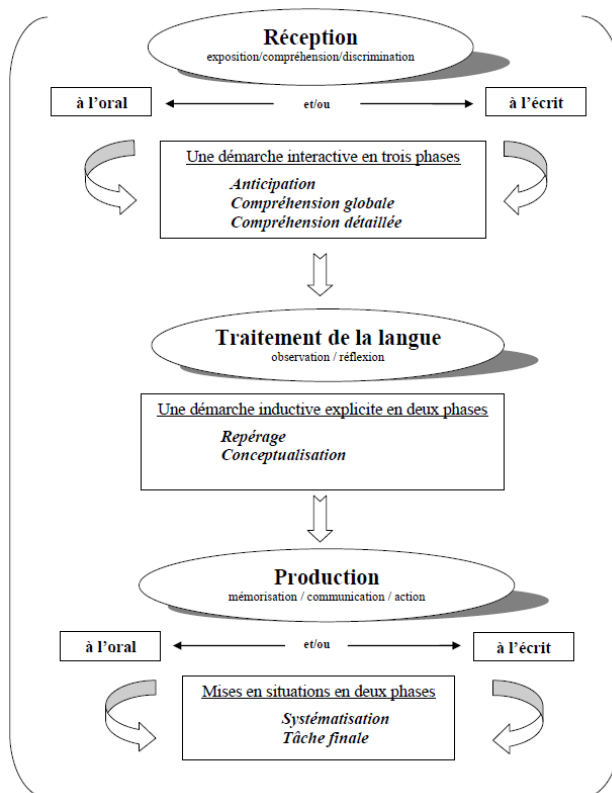 Réception
exposition/compréhension/discrimination
à l'oral et/ou à l'écrit
Une démarche interactive en trois phases
Anticipation
Compréhension globale
Compréhension détaillée
Traitement de la langue
observation / réflexion
Une démarche inductive explicite en deux phases
Repérage
Conceptualisation
Production
mémorisation / communication / action
à l'oral et/ou à l'écrit
Mises en situations en deux phases
Systématisation
Tâche finale